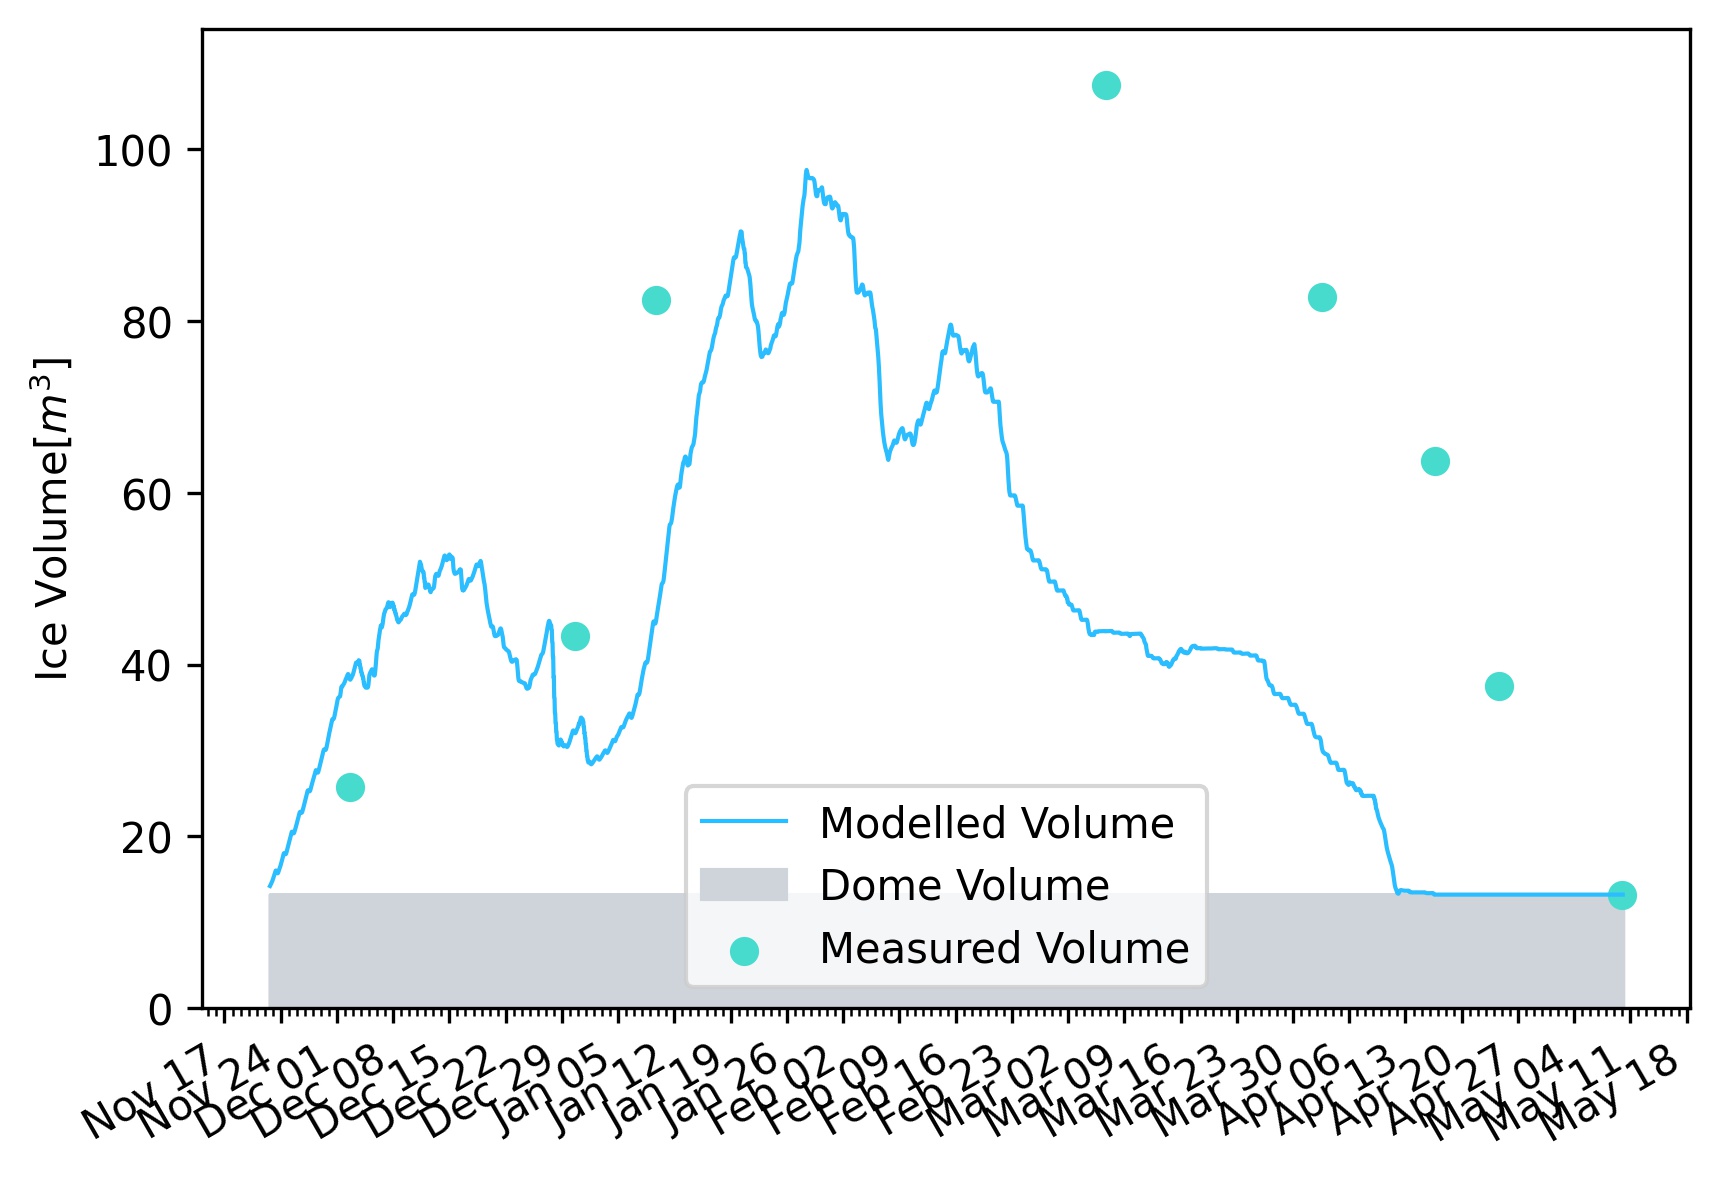 Ice Volume[m³]
100
80
60
40
20
0
Modelled Volume
Dome Volume
Measured Volume
Nov 17
Nov 24
Dec 01
Dec 08
Dec 15
Dec 22
Dec 29
Jan 05
Jan 12
Jan 19
Jan 26
Feb 02
Feb 09
Feb 16
Feb 23
Mar 02
Mar 09
Mar 16
Mar 23
Mar 30
Apr 06
Apr 13
Apr 20
Apr 27
May 04
May 11
May 18